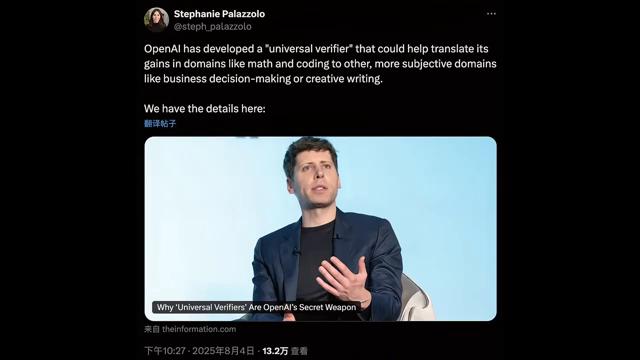 Stephanie Palazzolo
@steph_palazzolo
OpenAI has developed a "universal verifier" that could help translate its
gains in domains like math and coding to other, more subjective domains
like business decision-making or creative writing.
We have the details here:
翻译帖子
Why 'Universal Verifiers' Are OpenAI's Secret Weapon
来自 theinformation.com
下午10:27 · 2025年8月4日 · 13.2万 查看